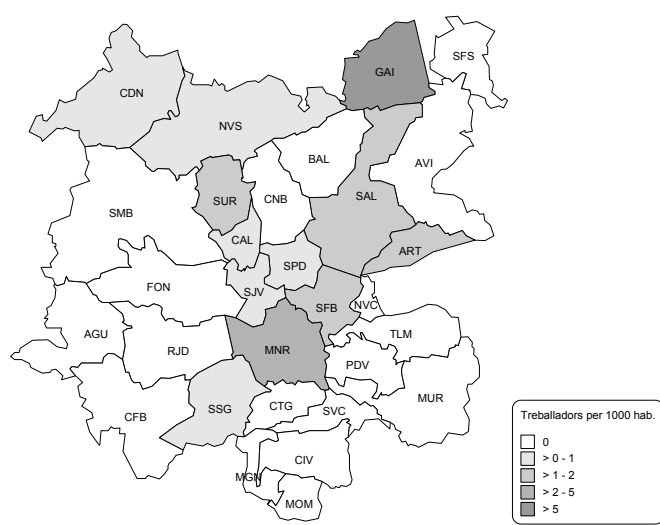 SFS
GAI
CDN
NVS
BAL
AVI
SUR
CNB
SAL
SMB
CAL
ART
SPD
FON
SJV
SFB
NVC
AGU
TLM
RJD
MNR
PDV
MUR
SSG
CTG
SVC
CFB
CIV
MGN
MOM
Treballadors per 1000 hab.
0
> 0 - 1
> 1 - 2
> 2 - 5
> 5